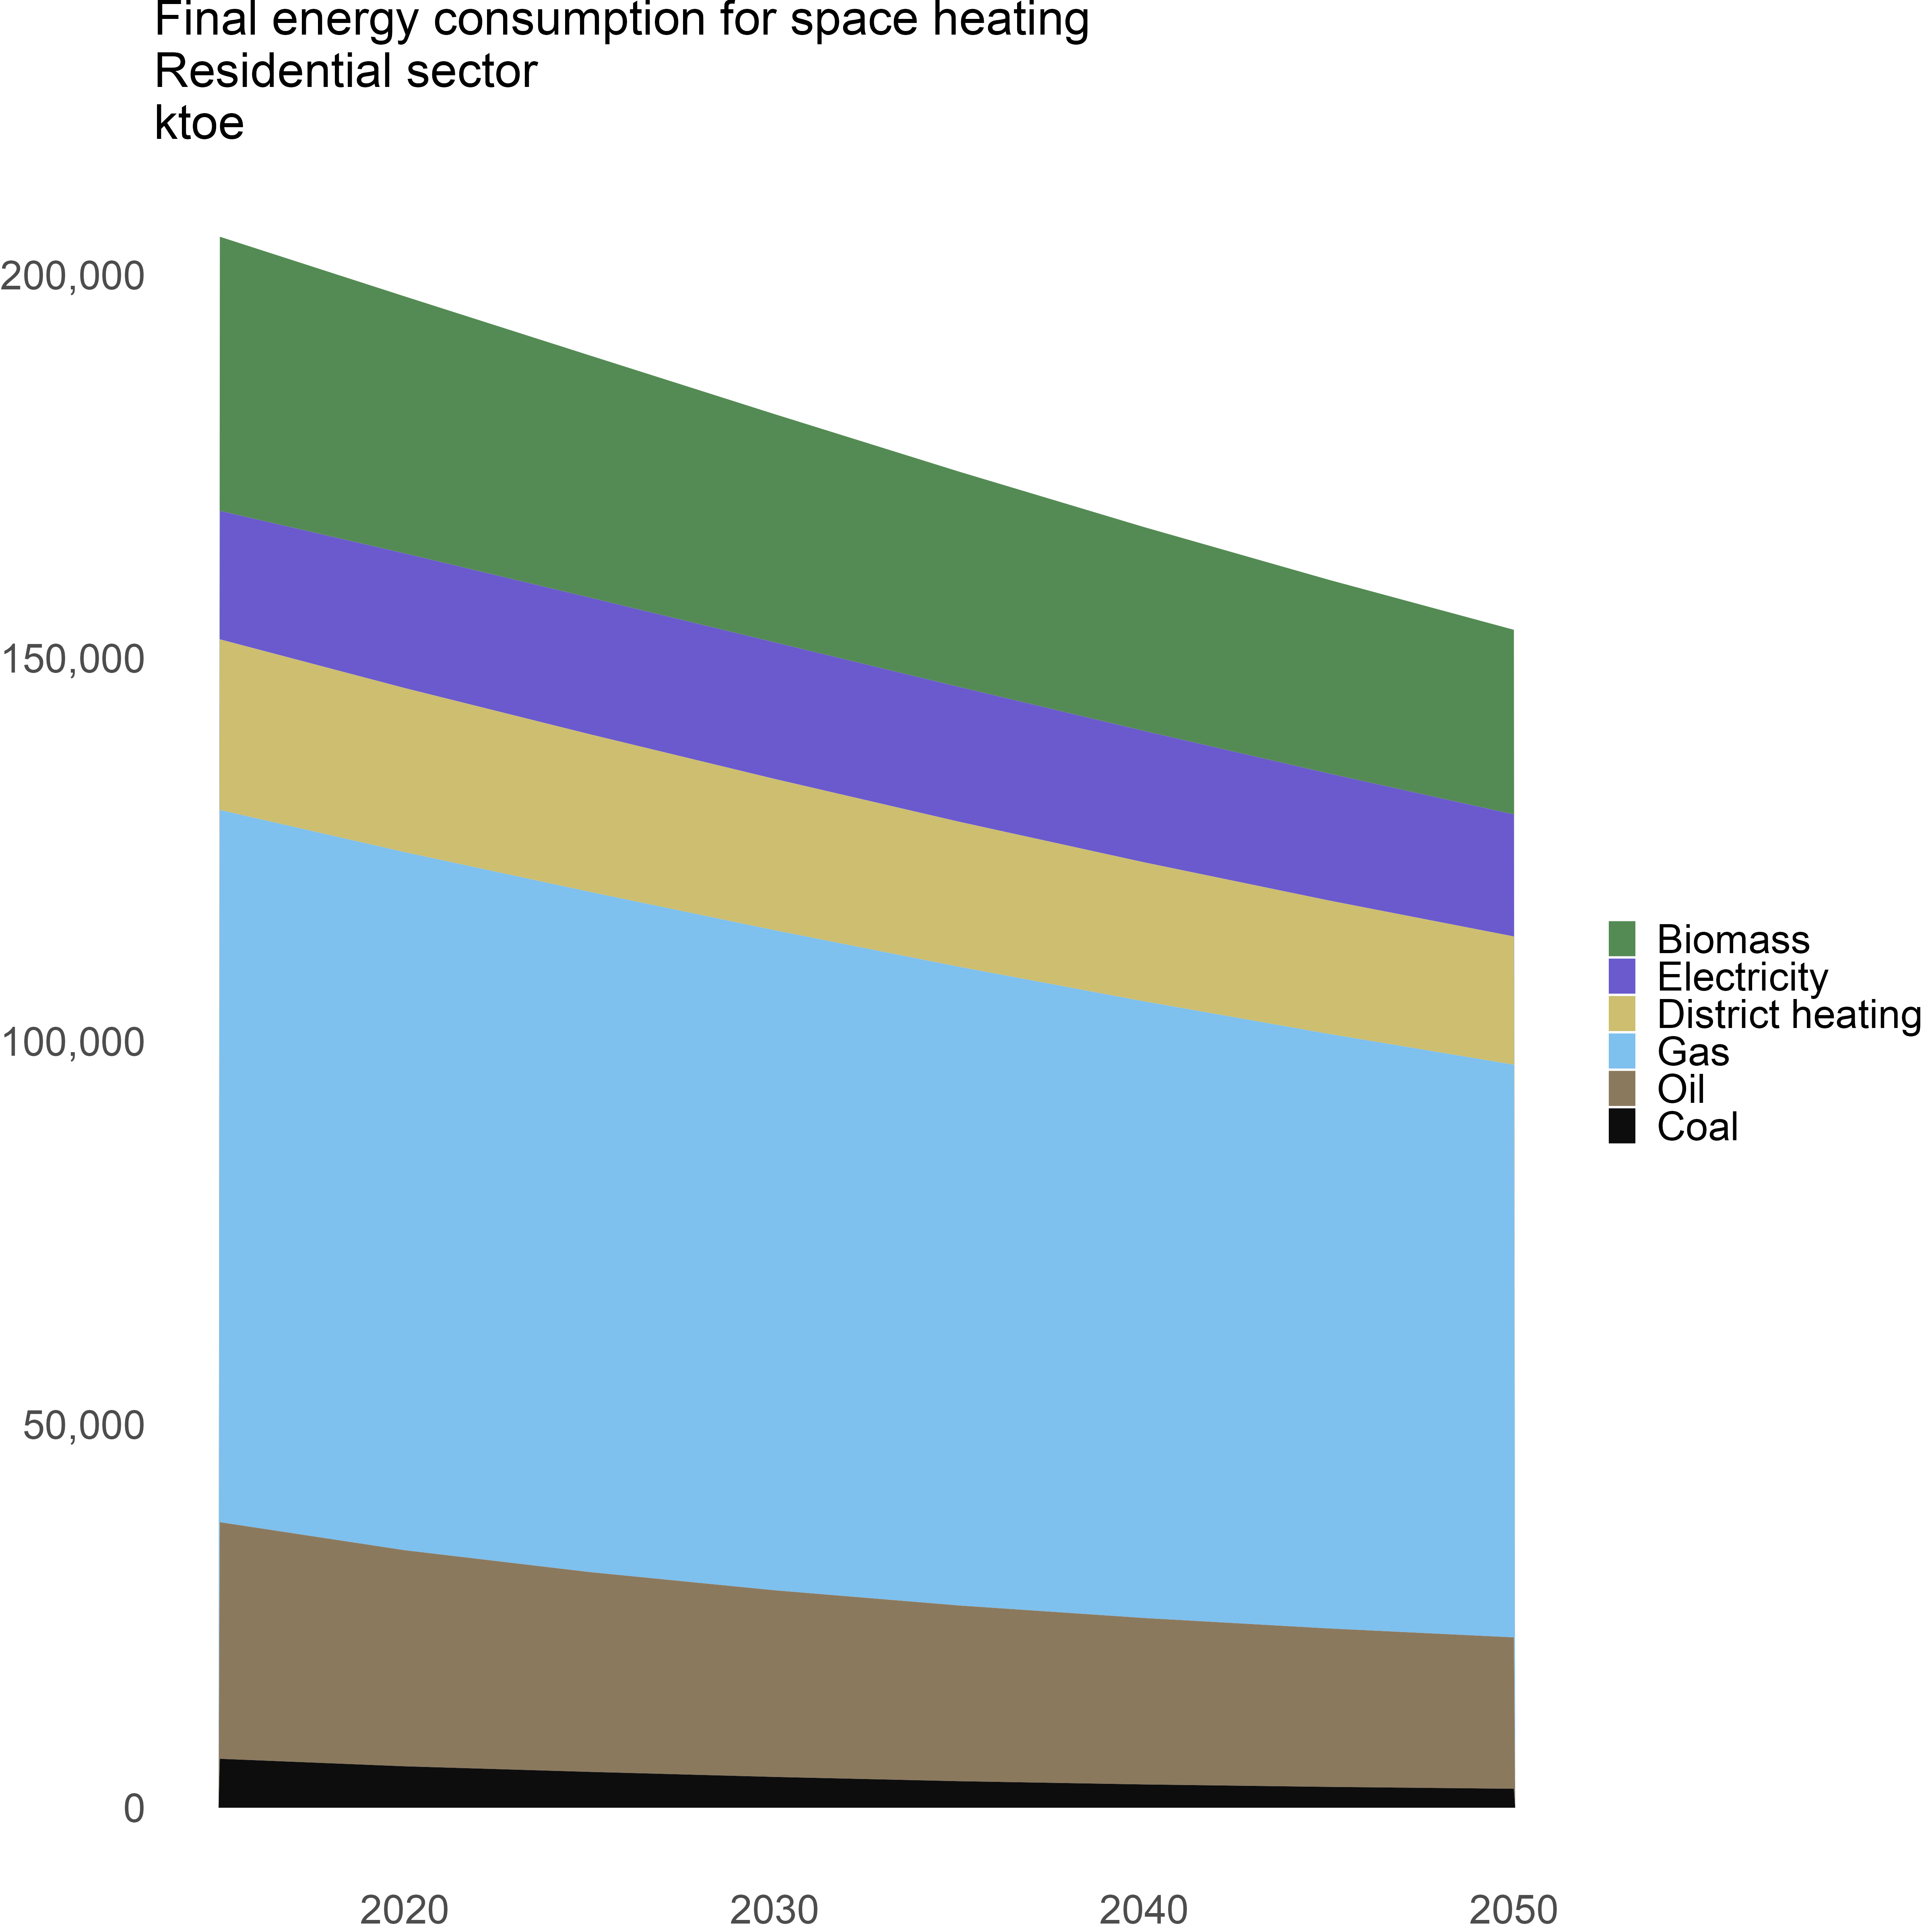 Final energy consumption for space heating
Residential sector
ktoe
200,000
150,000
100,000
50,000
0
2020 2030 2040 2050
Biomass
Electricity
District heating
Gas
Oil
Coal